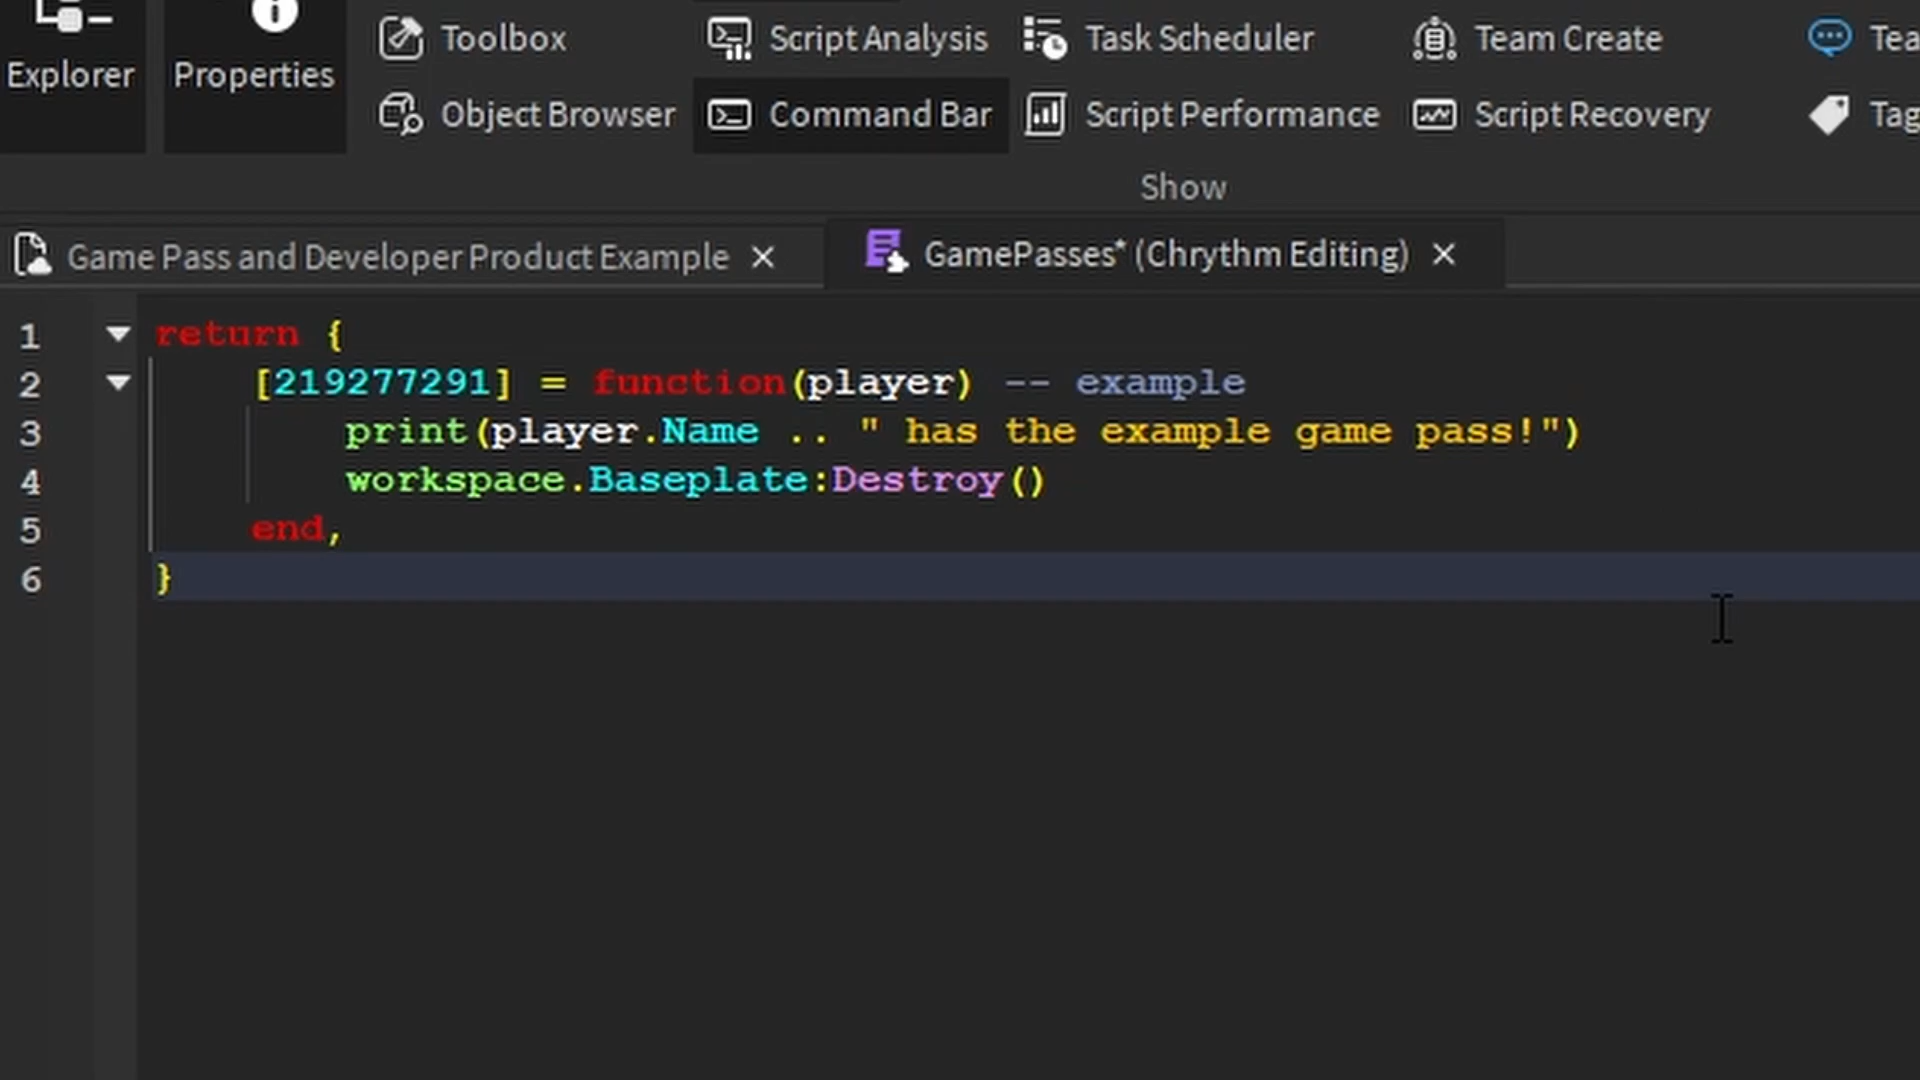 Toolbox Script Analysis Task Scheduler Team Create
Explorer Properties
Object Browser Command Bar Script Performance Script Recovery
Show
Game Pass and Developer Product Example GamePasses* (Chrythm Editing)
1 return {
2 [219277291] = function(player) -- example
3 print(player.Name .. " has the example game pass!")
4 workspace.Baseplate:Destroy()
5 end,
6 }